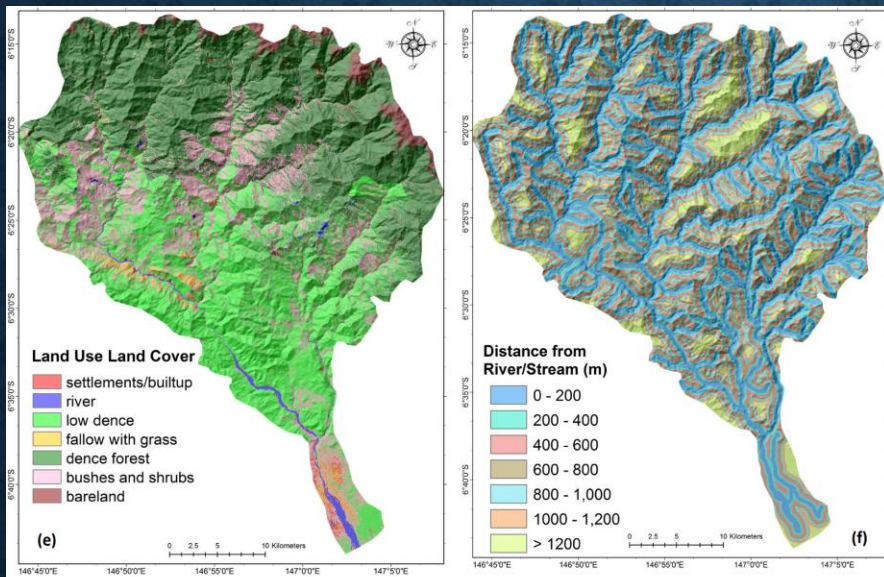 N
W E
S
6°15'0"S
6°20'0"S
6°25'0"S
6°30'0"S
6°35'0"S
6°40'0"S
Land Use Land Cover
settlements/builtup
river
low dence
fallow with grass
dence forest
bushes and shrubs
bareland
(e)
0 2.5 5 10 Kilometers
146°45'0"E 146°50'0"E 146°55'0"E 147°0'0"E 147°5'0"E
N
W E
S
6°15'0"S
6°20'0"S
6°25'0"S
6°30'0"S
6°35'0"S
6°40'0"S
Distance from
River/Stream (m)
0 - 200
200 - 400
400 - 600
600 - 800
800 - 1,000
1000 - 1,200
> 1200
0 2.5 5 10 Kilometers
(f)
146°45'0"E 146°50'0"E 146°55'0"E 147°0'0"E 147°5'0"E